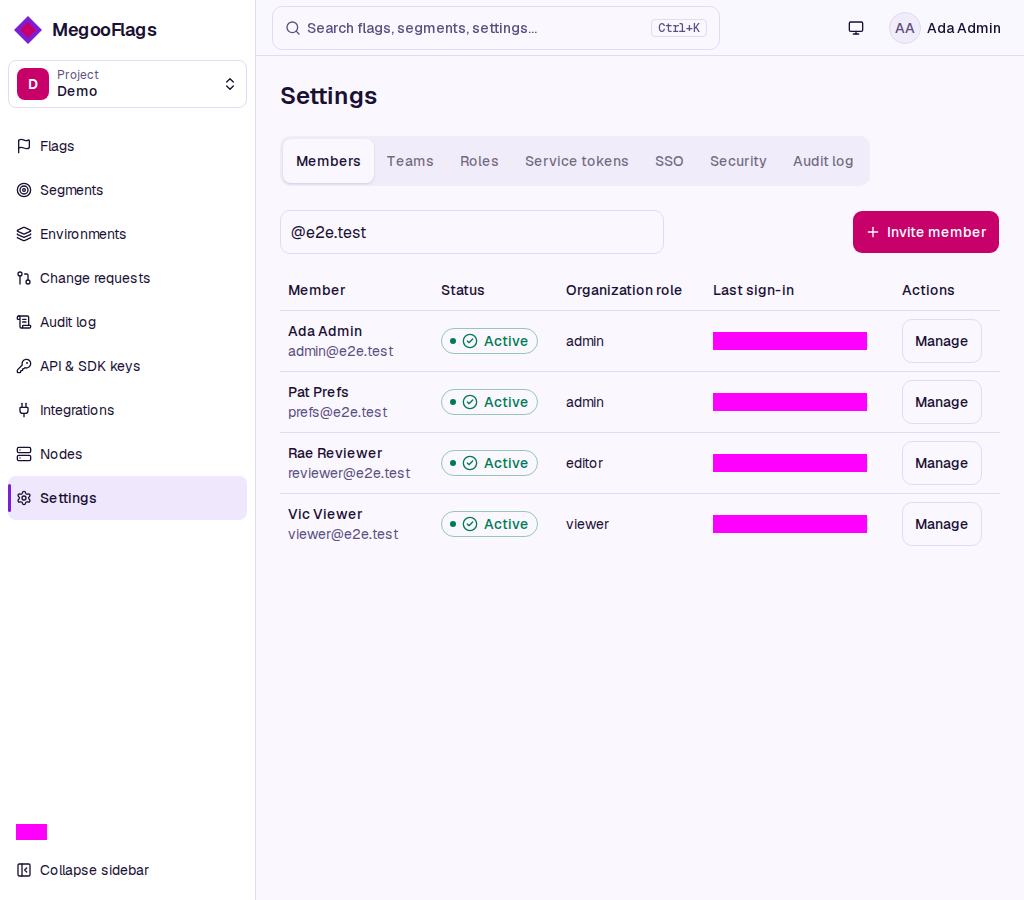 MegooFlags
Search flags, segments, settings...
Ctrl+K
AA
Ada Admin
D
Project
Demo
Flags
Segments
Environments
Change requests
Audit log
API & SDK keys
Integrations
Nodes
Settings
Collapse sidebar
Settings
Members
Teams
Roles
Service tokens
SSO
Security
Audit log
@e2e.test
Invite member
Member
Status
Organization role
Last sign-in
Actions
Ada Admin
admin@e2e.test
Active
admin
Manage
Pat Prefs
prefs@e2e.test
Active
admin
Manage
Rae Reviewer
reviewer@e2e.test
Active
editor
Manage
Vic Viewer
viewer@e2e.test
Active
viewer
Manage